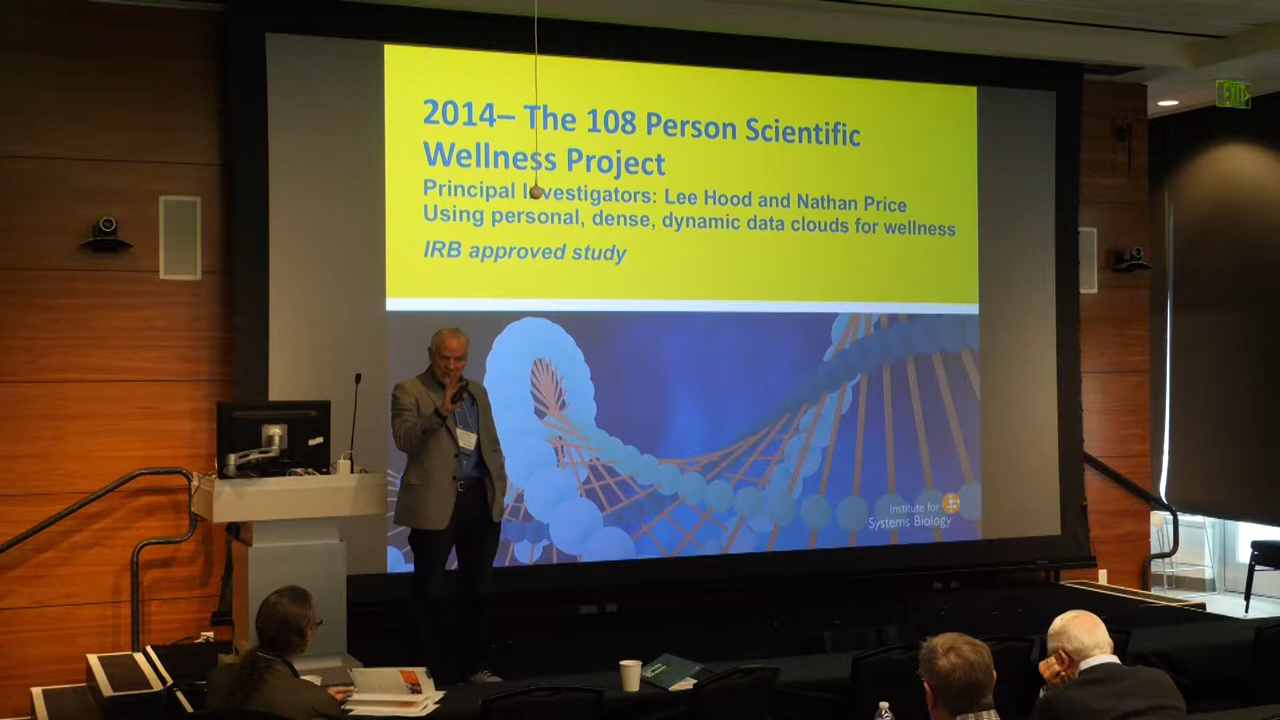 2014– The 108 Person Scientific
Wellness Project
Principal Investigators: Lee Hood and Nathan Price
Using personal, dense, dynamic data clouds for wellness
IRB approved study
EXIT
Institute for
Systems Biology